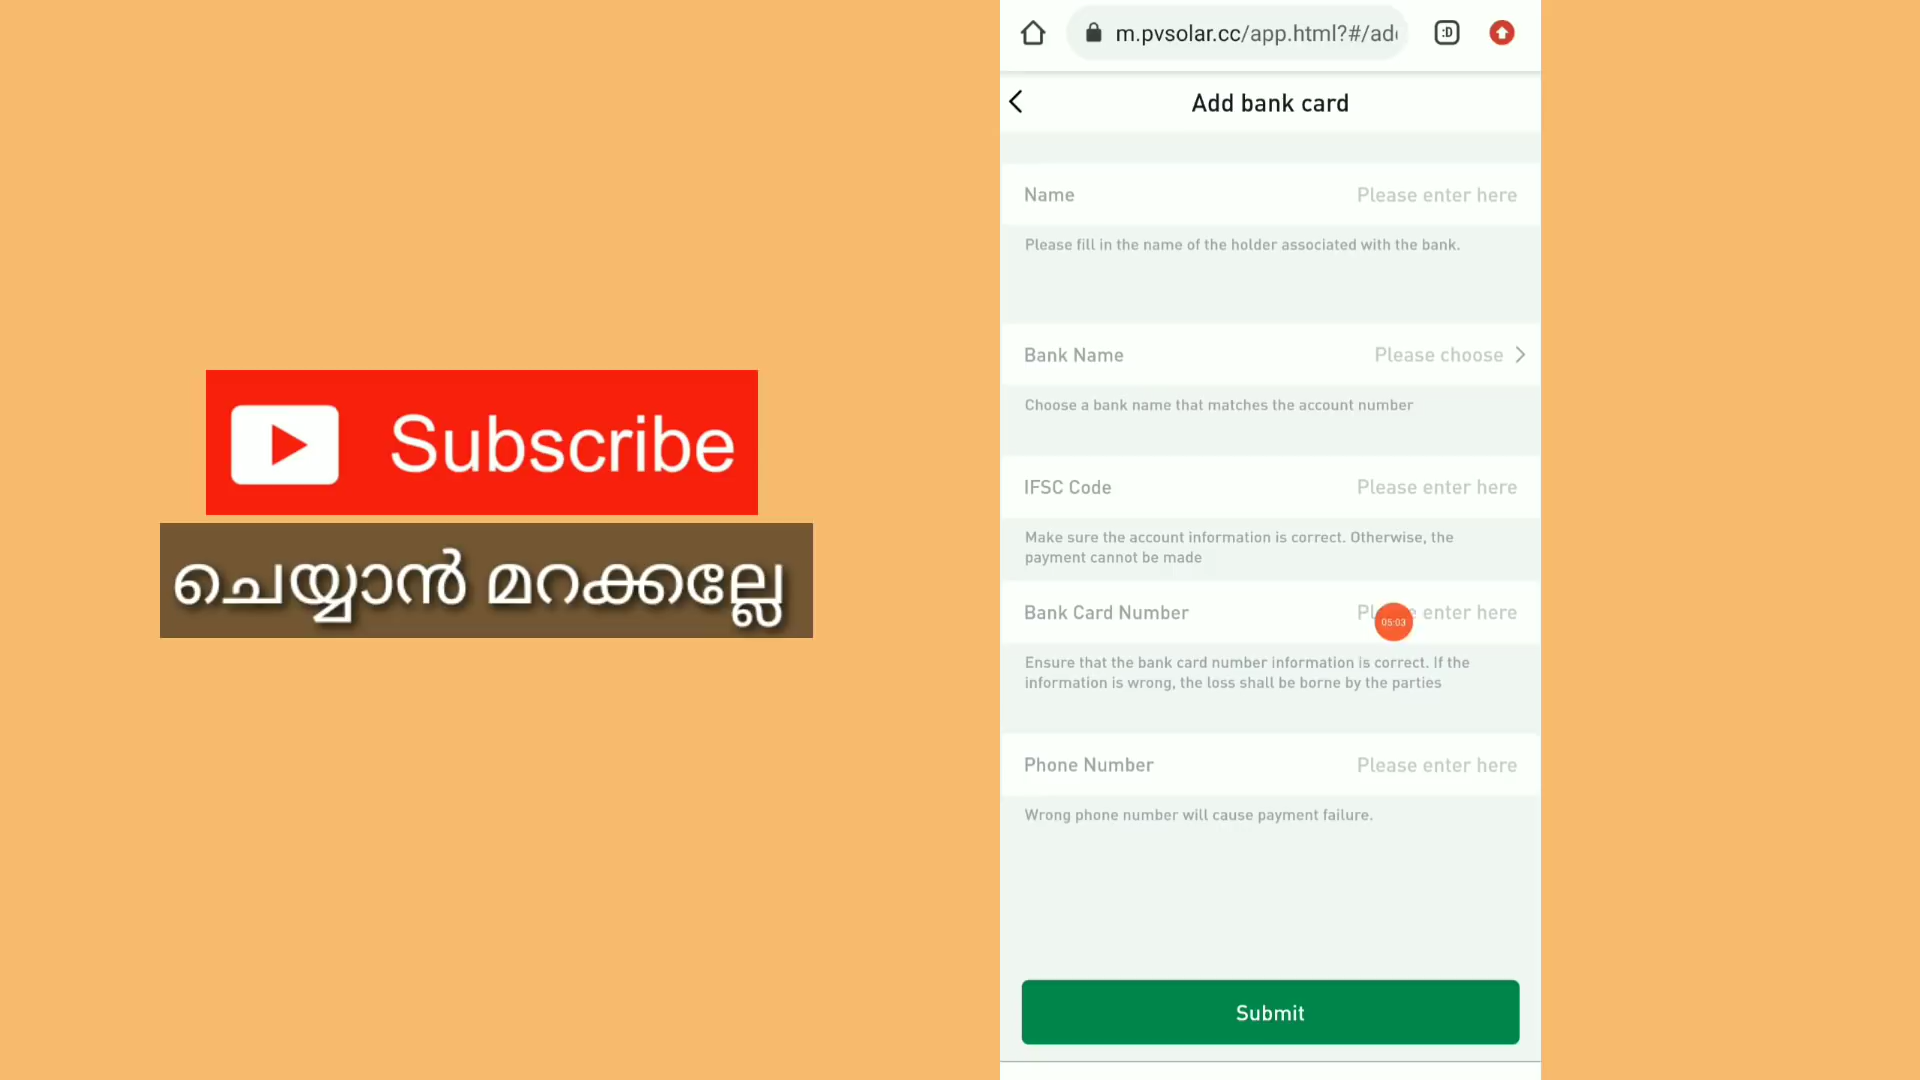 m.pvsolar.cc/app.html?#/add
:D
Add bank card
Name
Please enter here
Please fill in the name of the holder associated with the bank.
Bank Name
Please choose
Choose a bank name that matches the account number
IFSC Code
Please enter here
Make sure the account information is correct. Otherwise, the
payment cannot be made
Bank Card Number
enter here
05:03
Ensure that the bank card number information is correct. If the
information is wrong, the loss shall be borne by the parties
Phone Number
Please enter here
Wrong phone number will cause payment failure.
Submit
Subscribe
ചെയ്യാൻ മറക്കല്ലേ